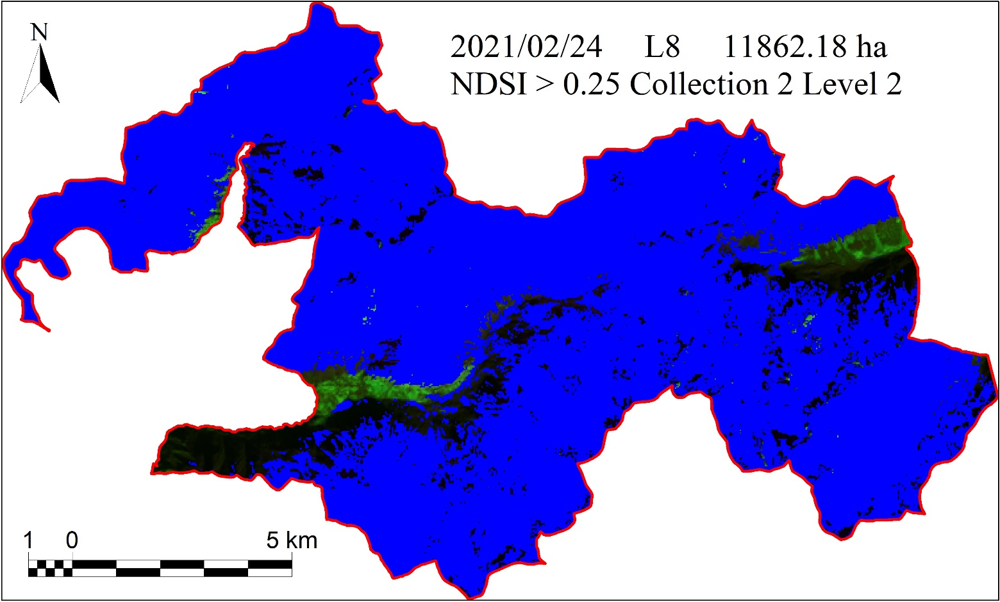 N
2021/02/24 L8 11862.18 ha
NDSI > 0.25 Collection 2 Level 2
1 0 5 km